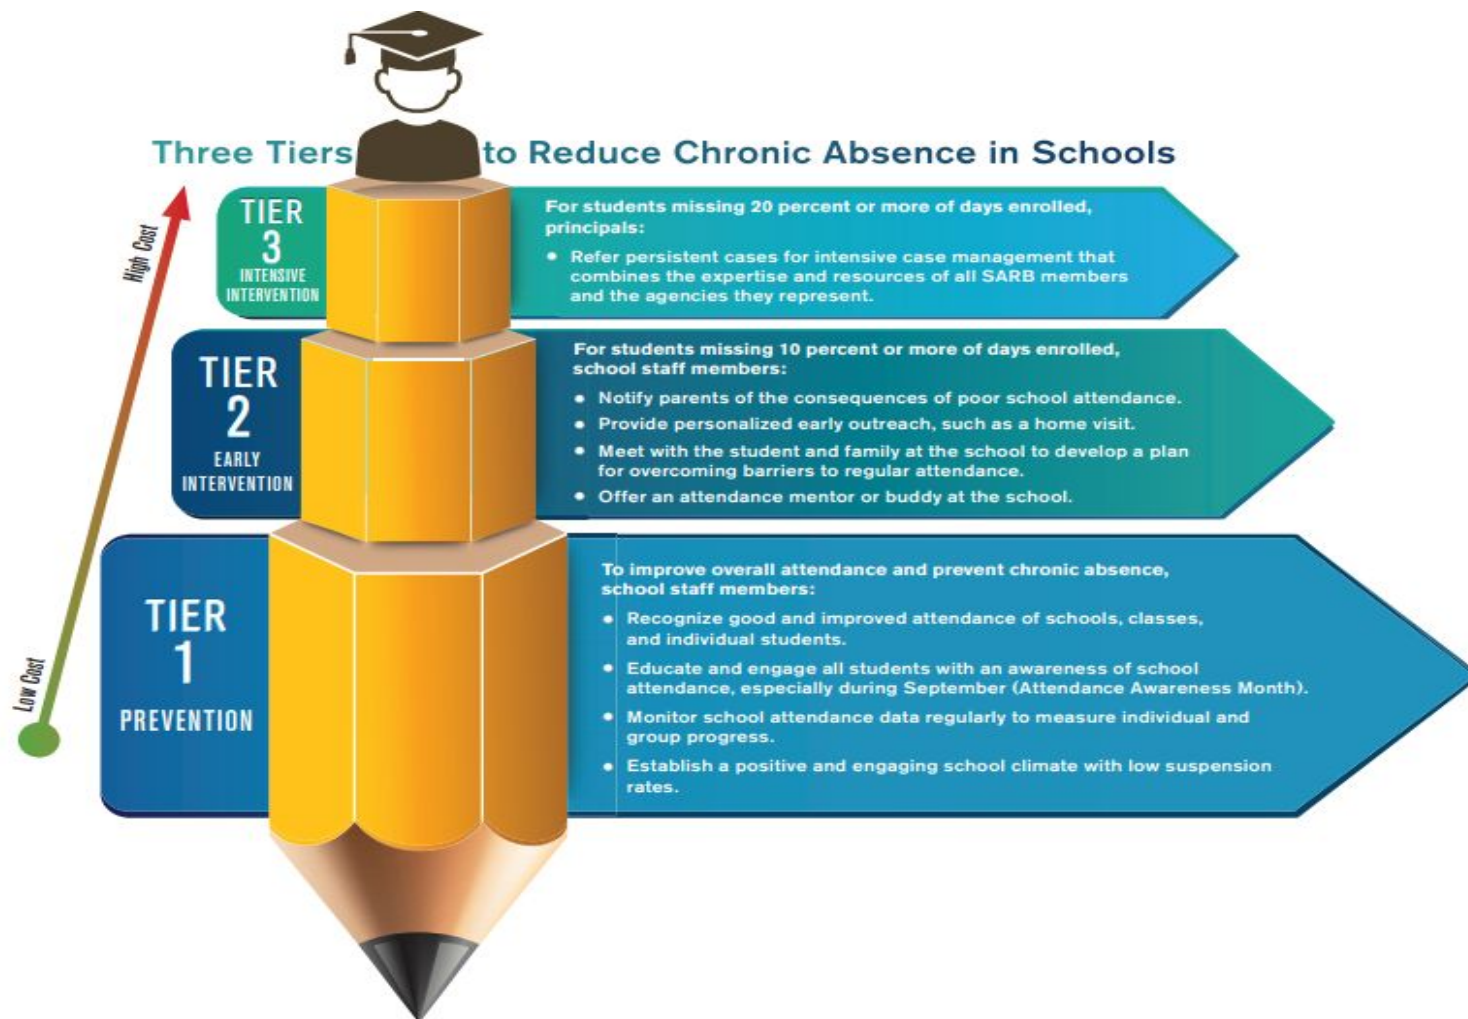 Three Tiers to Reduce Chronic Absence in Schools
High Cost
Low Cost
TIER
3
INTENSIVE
INTERVENTION
For students missing 20 percent or more of days enrolled,
principals:
• Refer persistent cases for intensive case management that
combines the expertise and resources of all SARB members
and the agencies they represent.
TIER
2
EARLY
INTERVENTION
For students missing 10 percent or more of days enrolled,
school staff members:
• Notify parents of the consequences of poor school attendance.
• Provide personalized early outreach, such as a home visit.
• Meet with the student and family at the school to develop a plan
for overcoming barriers to regular attendance.
• Offer an attendance mentor or buddy at the school.
TIER
1
PREVENTION
To improve overall attendance and prevent chronic absence,
school staff members:
• Recognize good and improved attendance of schools, classes,
and individual students.
• Educate and engage all students with an awareness of school
attendance, especially during September (Attendance Awareness Month).
• Monitor school attendance data regularly to measure individual and
group progress.
• Establish a positive and engaging school climate with low suspension
rates.